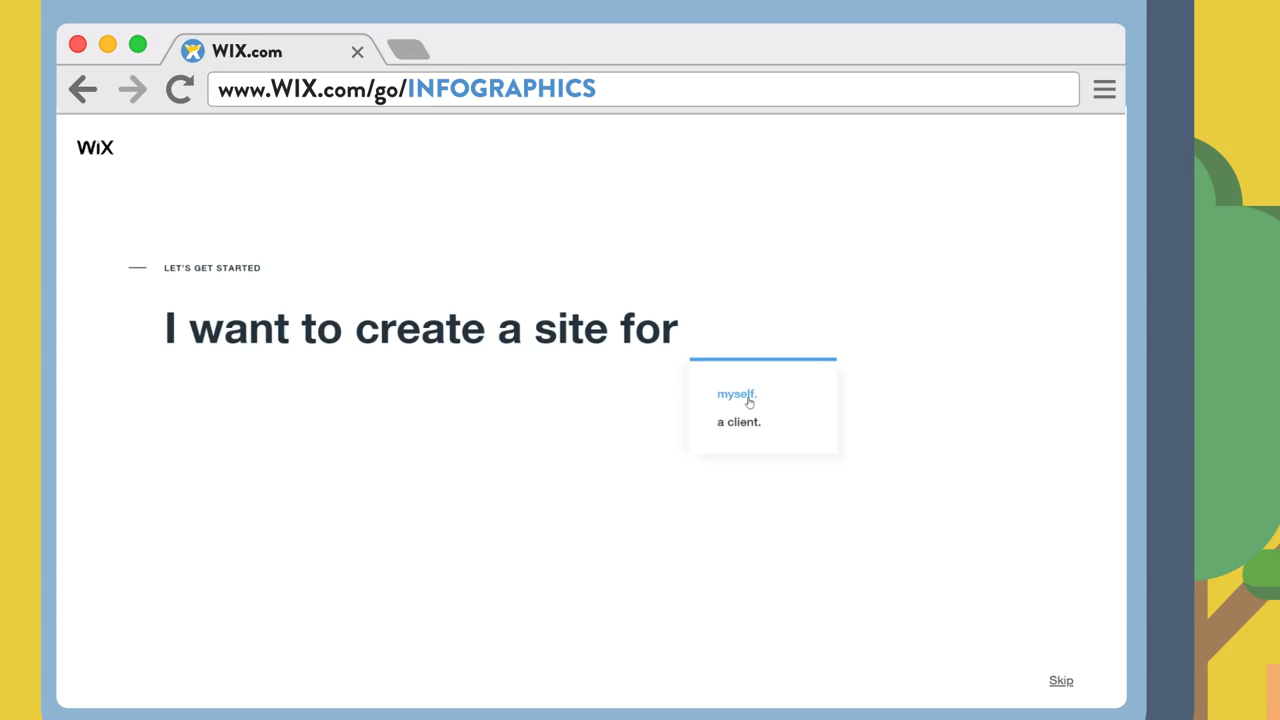 WIX.com
www.WIX.com/go/INFOGRAPHICS
WiX
LET'S GET STARTED
I want to create a site for
myself.
a client.
Skip